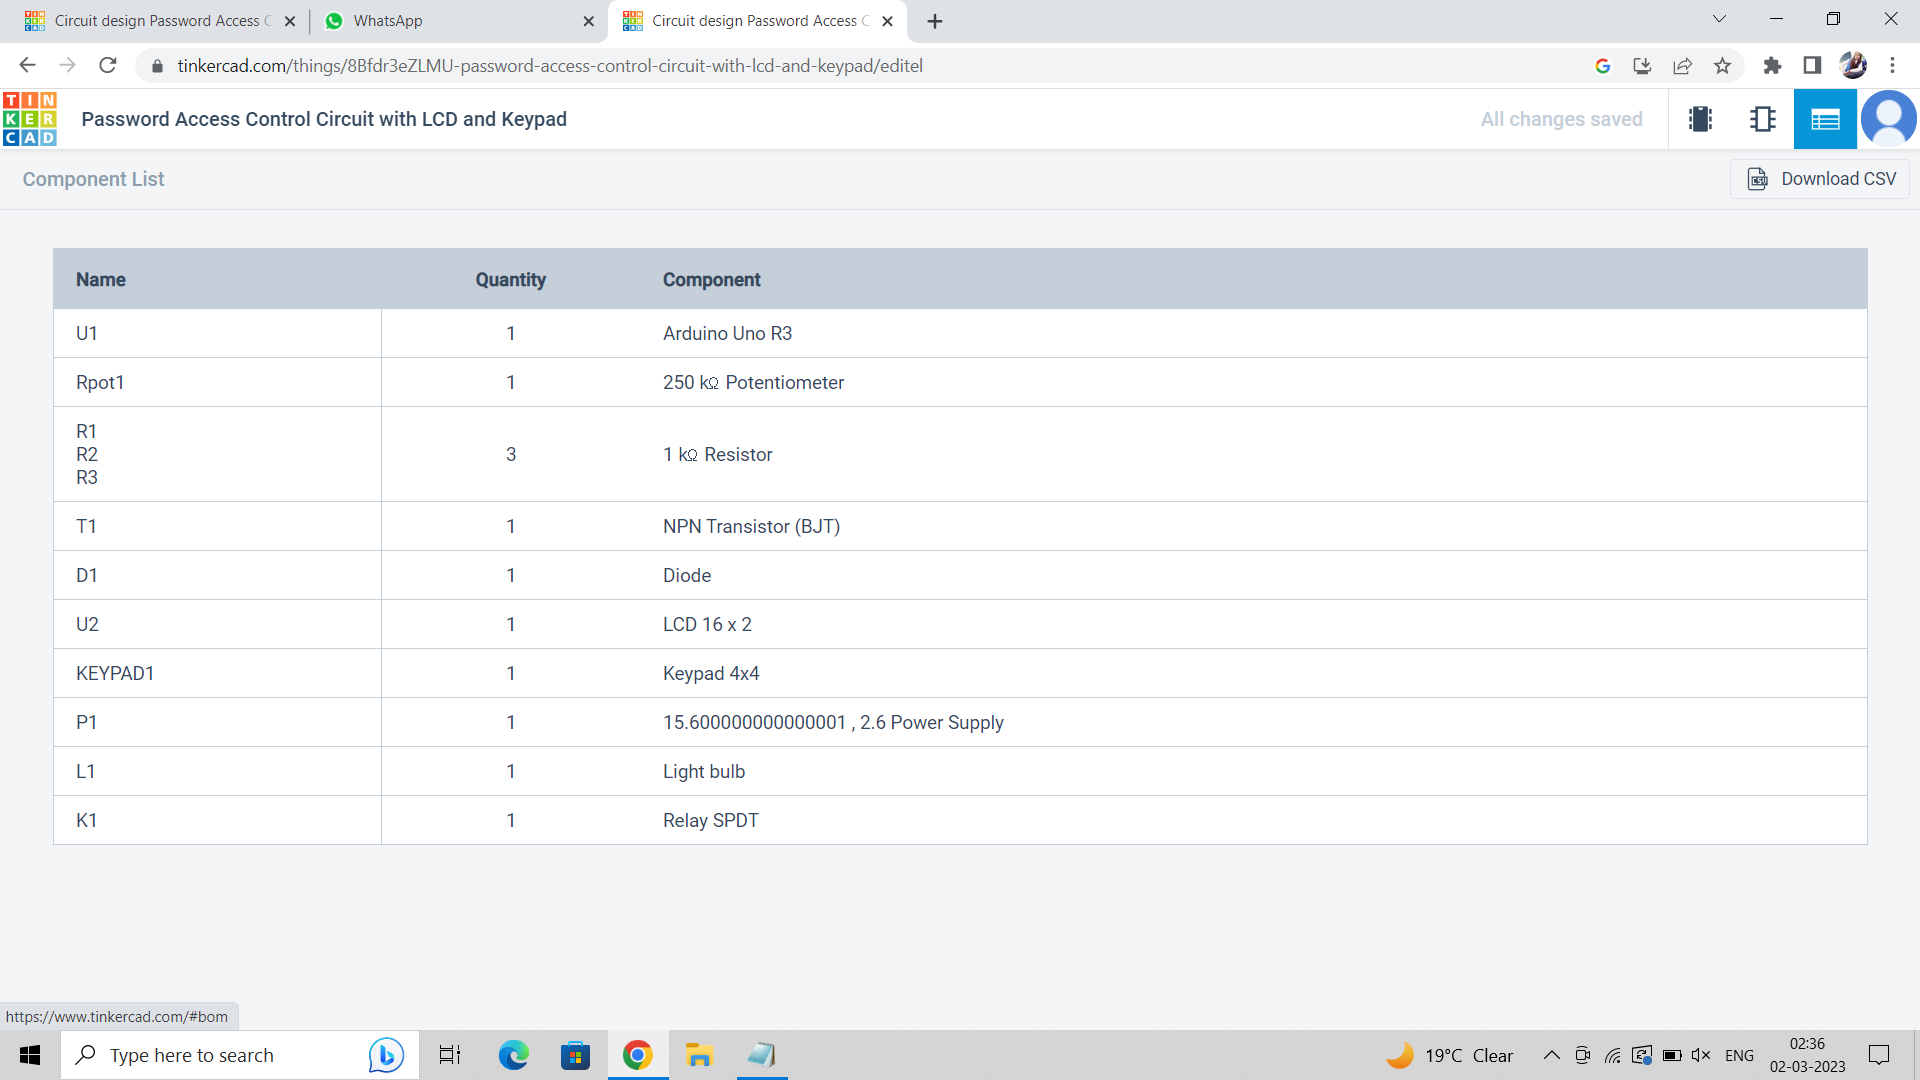 Circuit design Password Access C
WhatsApp
Circuit design Password Access C
tinkercad.com/things/8Bfdr3eZLMU-password-access-control-circuit-with-lcd-and-keypad/editel
TIN
KER
CAD
Password Access Control Circuit with LCD and Keypad
All changes saved
Component List
Download CSV
Name Quantity Component
U1 1 Arduino Uno R3
Rpot1 1 250 kΩ Potentiometer
R1
R2 3 1 kΩ Resistor
R3
T1 1 NPN Transistor (BJT)
D1 1 Diode
U2 1 LCD 16 x 2
KEYPAD1 1 Keypad 4x4
P1 1 15.600000000000001 , 2.6 Power Supply
L1 1 Light bulb
K1 1 Relay SPDT
https://www.tinkercad.com/#bom
Type here to search
19°C Clear
ENG
02:36
02-03-2023